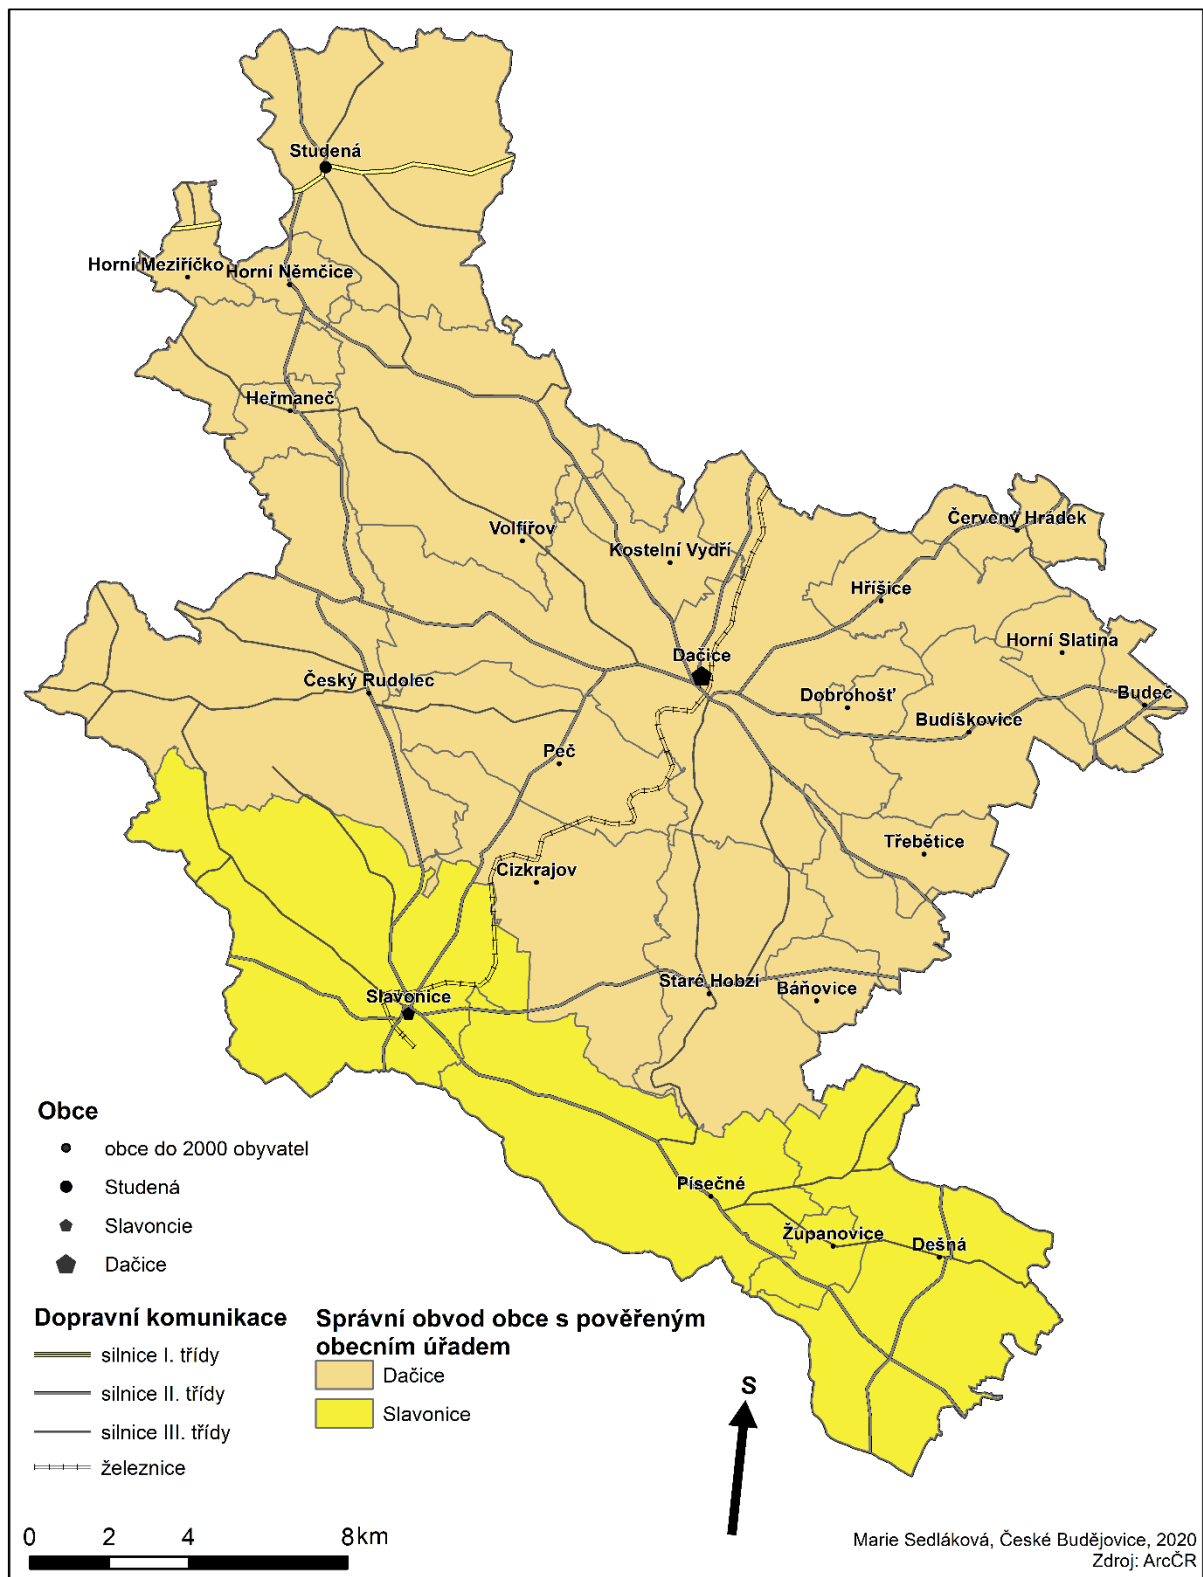 Studená
Horní Meziříčko
Horní Němčice
Heřmaneč
Volfířov
Kostelní Vydří
Červený Hrádek
Hříšice
Horní Slatina
Dačice
Český Rudolec
Dobrohošť
Budeč
Budíškovice
Peč
Třebětice
Cizkrajov
Staré Hobzí
Báňovice
Slavonice
Písečné
Županovice
Dešná
Obce
obce do 2000 obyvatel
Studená
Slavoncie
Dačice
Dopravní komunikace
silnice I. třídy
silnice II. třídy
silnice III. třídy
železnice
Správní obvod obce s pověřeným
obecním úřadem
Dačice
Slavonice
S
0 2 4 8 km
Marie Sedláková, České Budějovice, 2020
Zdroj: ArcČR